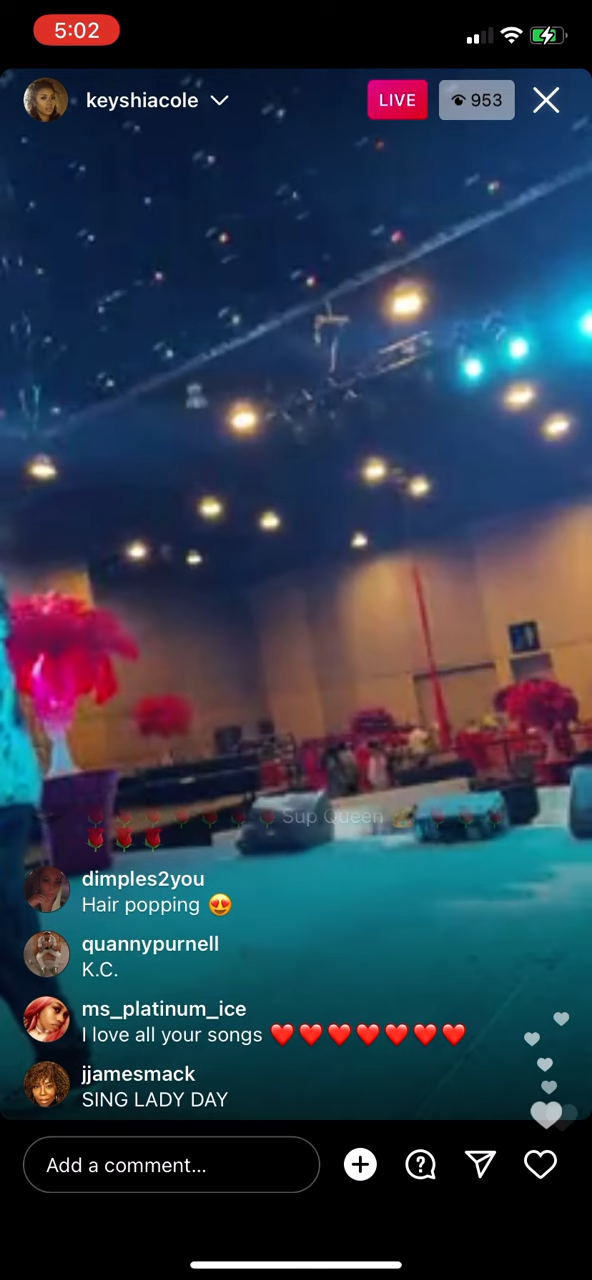 5:02
keyshiacole
LIVE
953
🌹 🌹 🌹 🌹 🌹 🌹 🌹 Sup Queen 🌹 🌹 🌹
🌹 🌹 🌹
dimples2you
Hair popping 😍
quannypurnell
K.C.
ms_platinum_ice
I love all your songs ❤️❤️❤️❤️❤️❤️❤️
jjamesmack
SING LADY DAY
Add a comment...